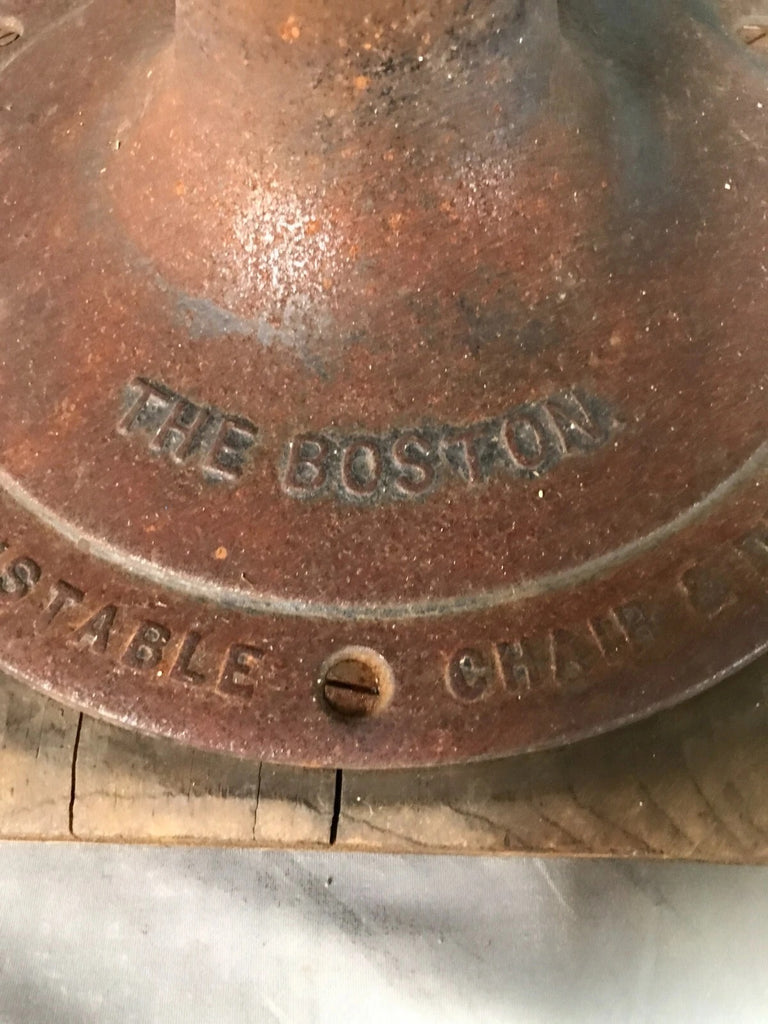 THE BOSTON.
STABLE CHAIR &